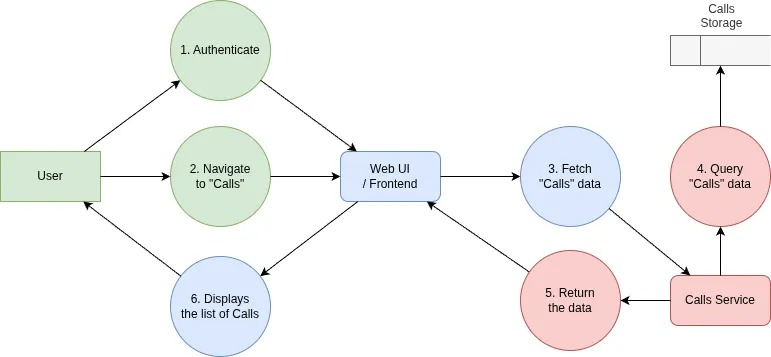 Calls
Storage
1. Authenticate
User
2. Navigate
to "Calls"
Web UI
/ Frontend
3. Fetch
"Calls" data
4. Query
"Calls" data
6. Displays
the list of Calls
5. Return
the data
Calls Service